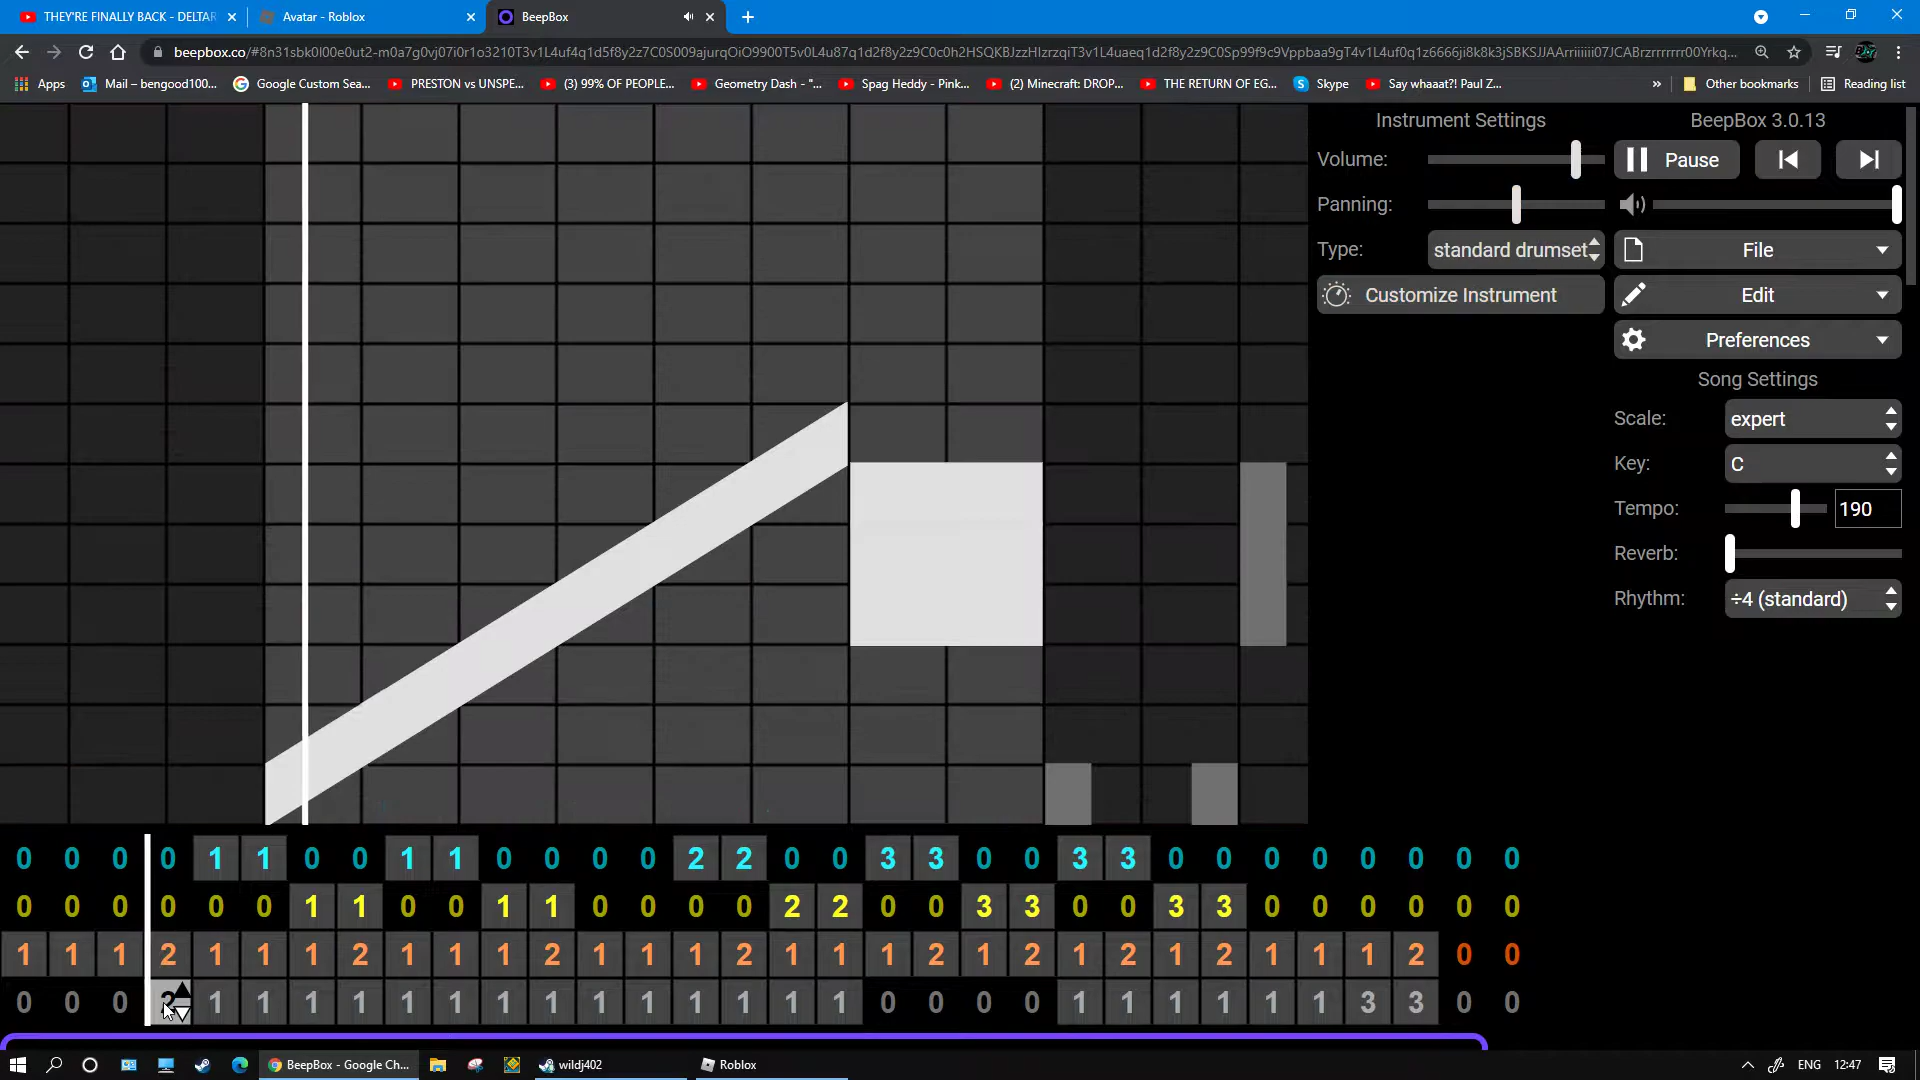 THEY'RE FINALLY BACK - DELTAR
Avatar - Roblox
BeepBox
beepbox.co/#8n31sbk0l00e0ut2-m0a7g0vj07i0r1o3210T3v1L4uf4q1d5f8y2z7C0S009ajurqOiO9900T5v0L4u87q1d2f8y2z9C0c0h2HSQKBJzzHIzrzqiT3v1L4uaeq1d2f8y2z9C0Sp99f9c9Vppbaa9gT4v1L4uf0q1z6666ji8k8k3jSBKSJJAArriiiiii07JCABrzrrrrrrr00Yrkq...
Apps
Mail – bengood100...
Google Custom Sea...
PRESTON vs UNSPE...
(3) 99% OF PEOPLE...
Geometry Dash - "...
Spag Heddy - Pink...
(2) Minecraft: DROP...
THE RETURN OF EG...
Skype
Say whaaat?! Paul Z...
»
Other bookmarks
Reading list
Instrument Settings
Volume:
Panning:
Type: standard drumset
Customize Instrument
BeepBox 3.0.13
Pause
File
Edit
Preferences
Song Settings
Scale: expert
Key: C
Tempo: 190
Reverb:
Rhythm: ÷4 (standard)
0 0 0 0 1 1 0 0 1 1 0 0 0 0 2 2 0 0 3 3 0 0 3 3 0 0 0 0 0 0 0 0
0 0 0 0 0 0 1 1 0 0 1 1 0 0 0 0 2 2 0 0 3 3 0 0 3 3 0 0 0 0 0 0
1 1 1 2 1 1 1 2 1 1 1 2 1 1 1 2 1 1 1 2 1 2 1 2 1 2 1 1 1 2 0 0
0 0 0 2 1 1 1 1 1 1 1 1 1 1 1 1 1 1 0 0 0 0 1 1 1 1 1 1 3 3 0 0
BeepBox - Google Ch...
wildj402
Roblox
ENG
12:47